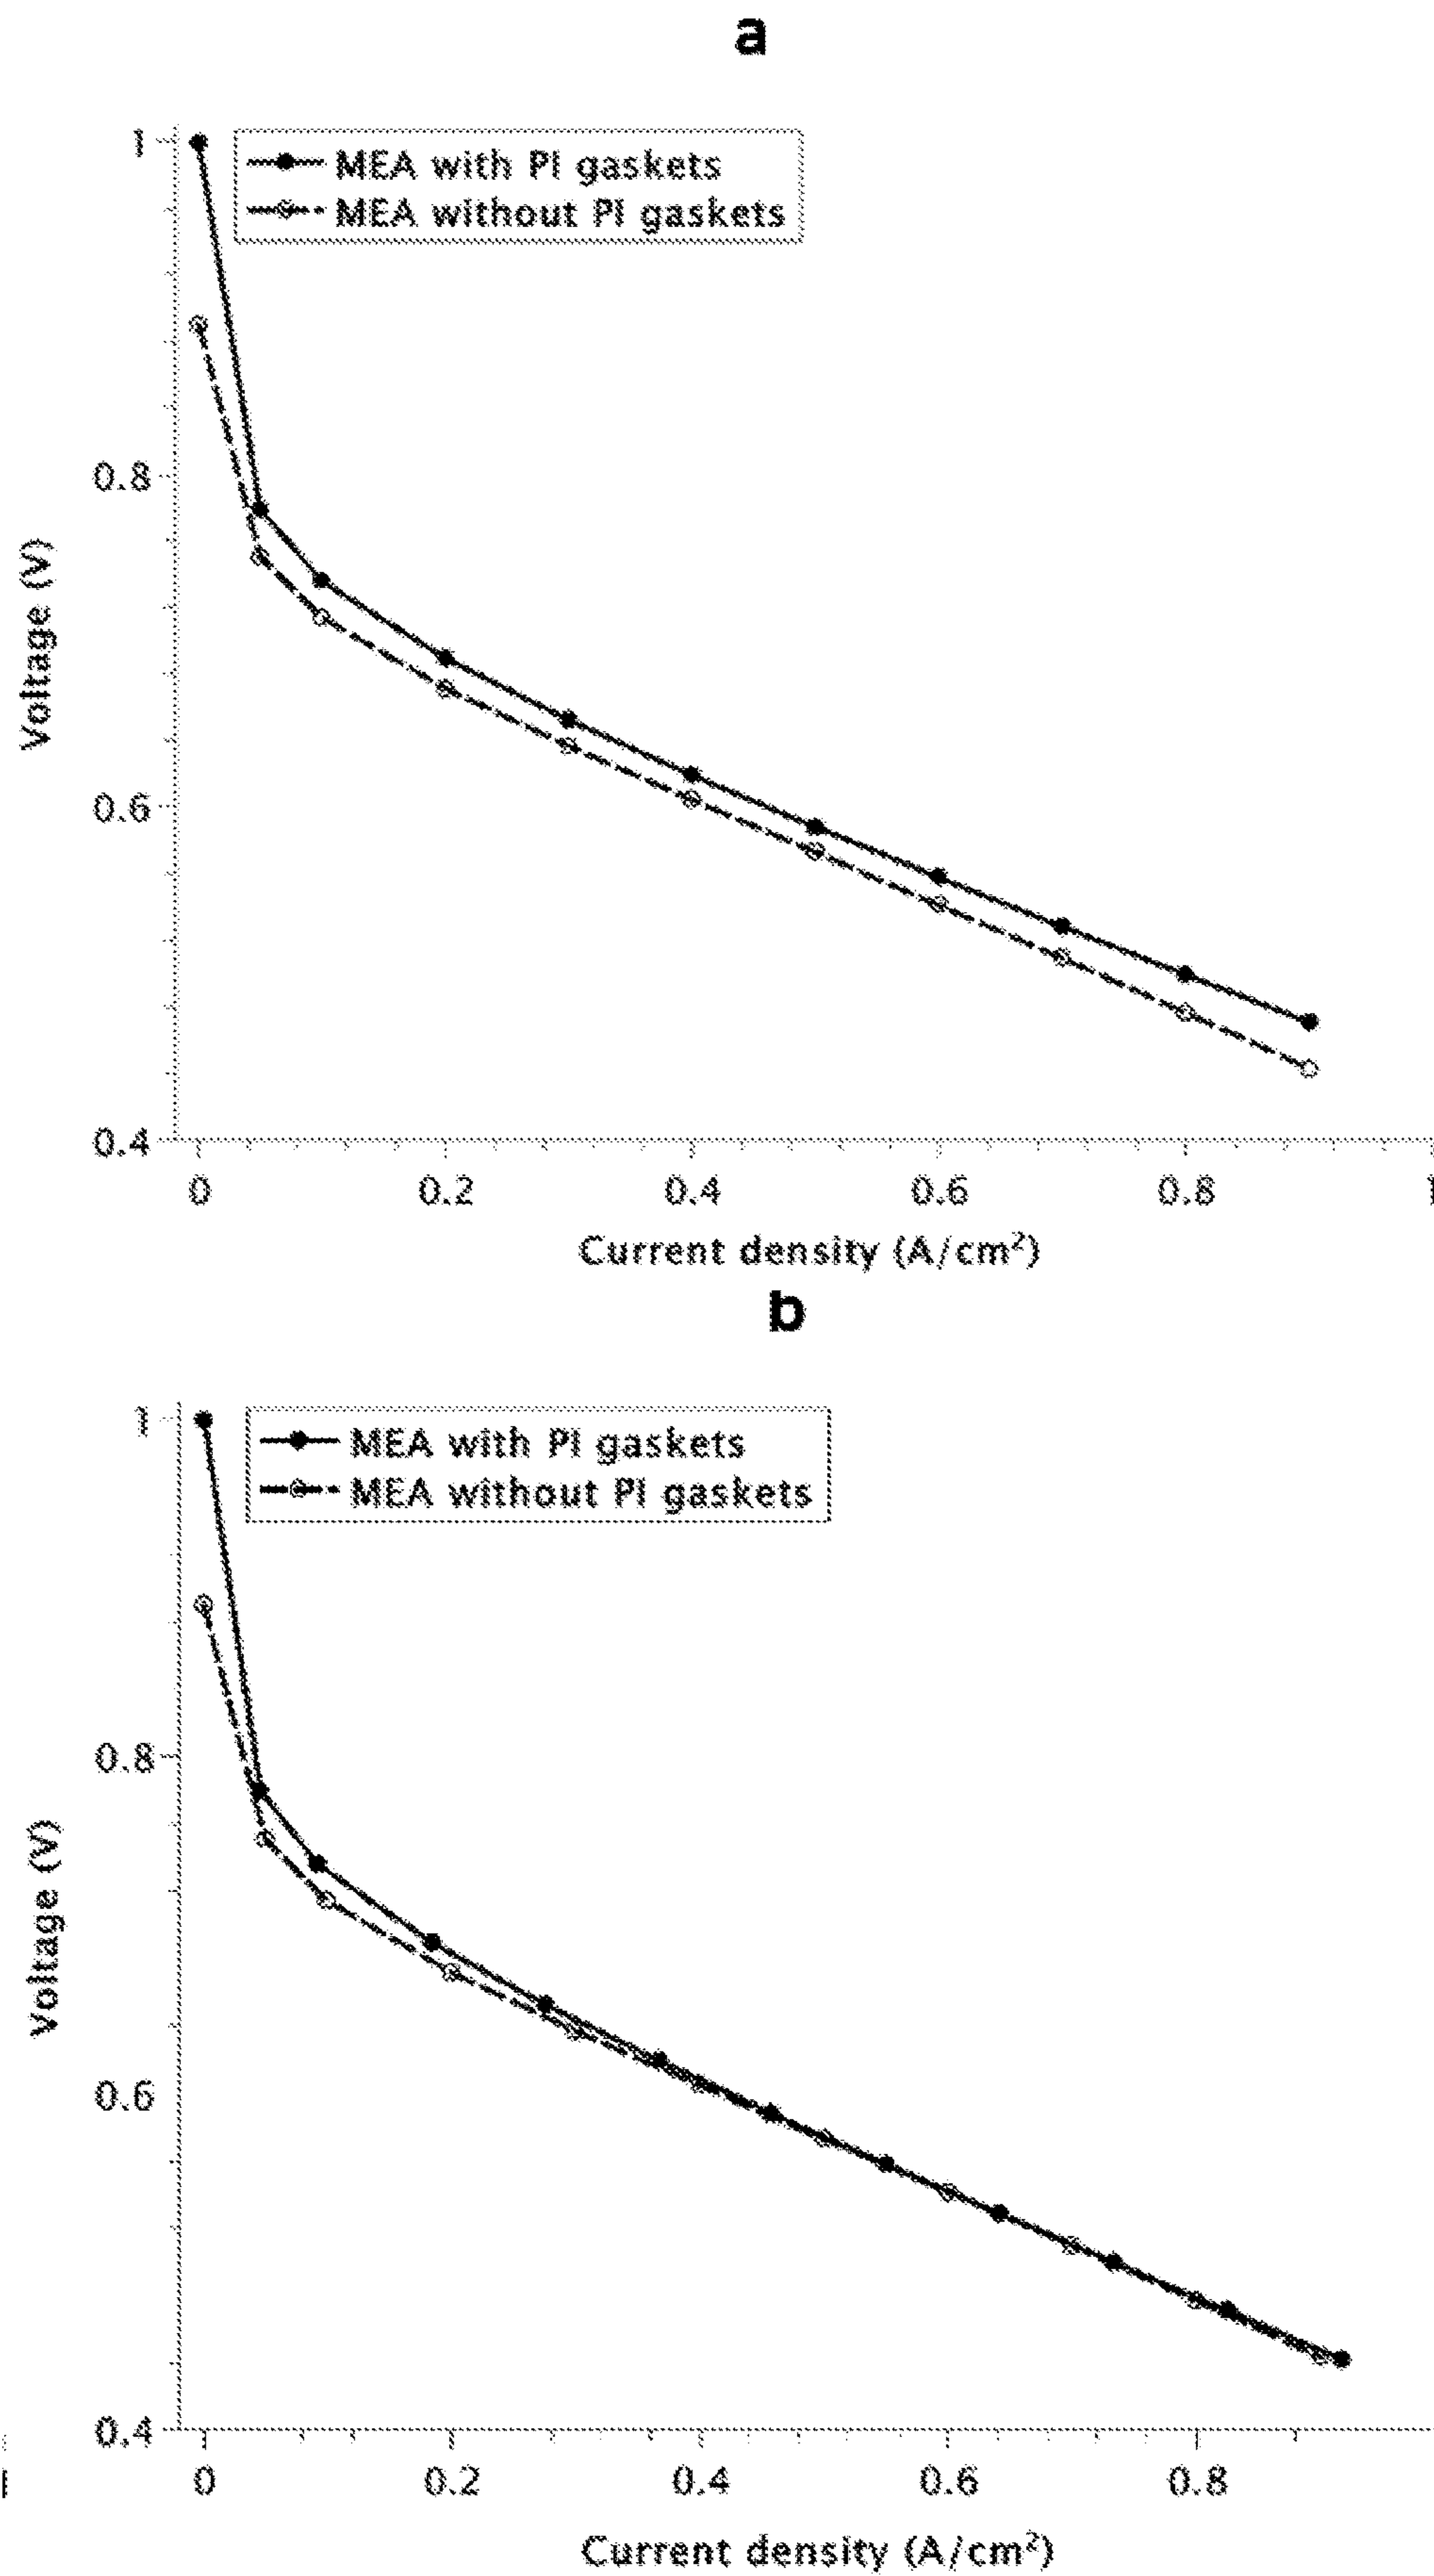 a
1
MEA with PI gaskets
MEA without PI gaskets
0.8
Voltage (V)
0.6
0.4
0 0.2 0.4 0.6 0.8 1
Current density (A/cm²)
b
1
MEA with PI gaskets
MEA without PI gaskets
0.8
Voltage (V)
0.6
0.4
0 0.2 0.4 0.6 0.8
Current density (A/cm²)